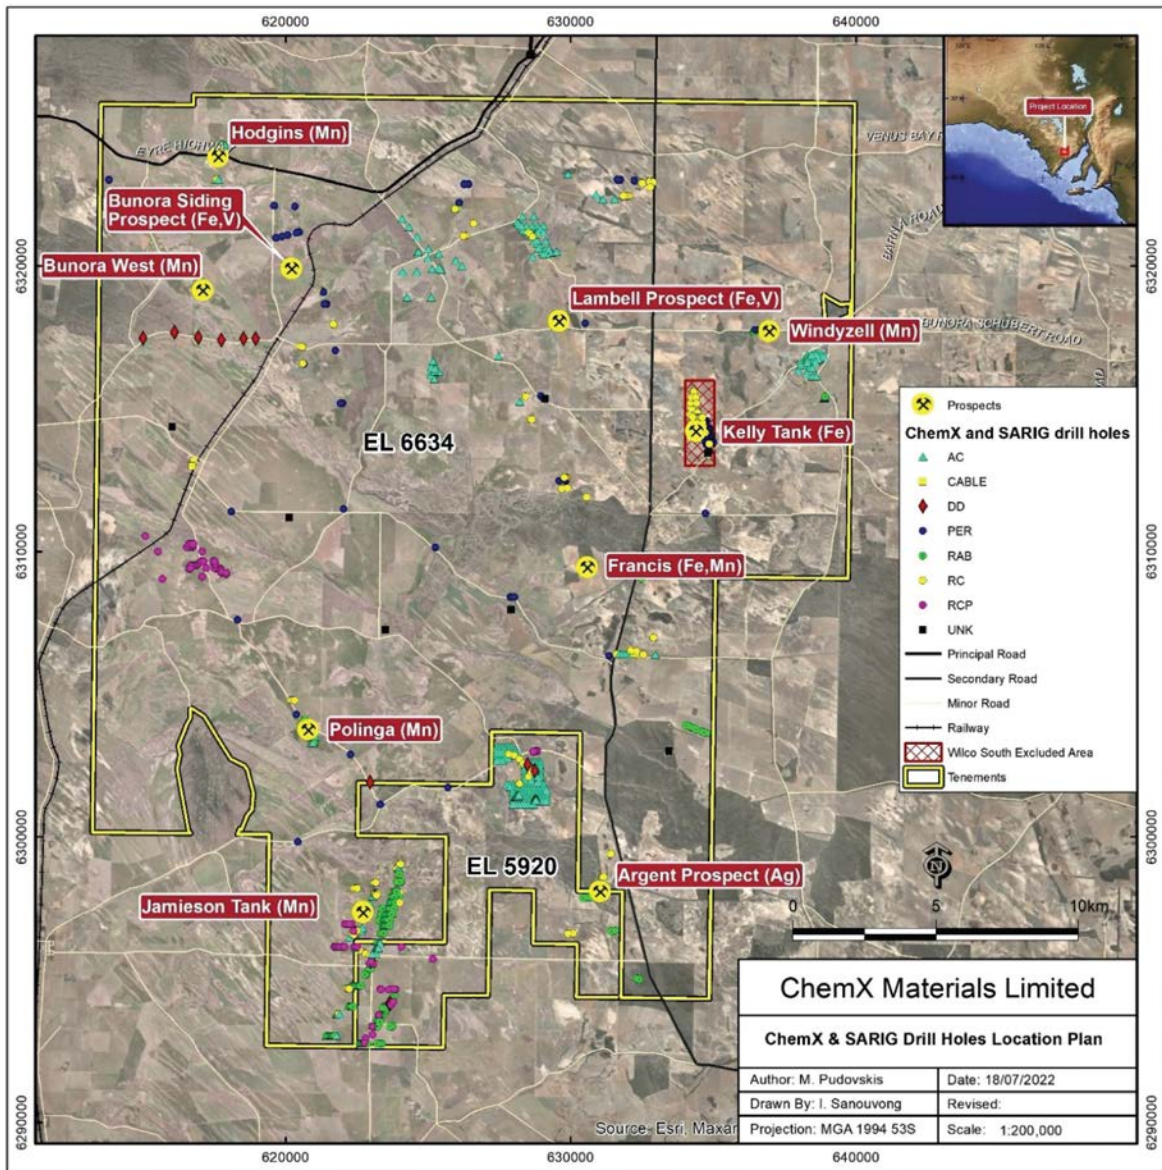 620000
630000
640000
Project Location
Hodgins (Mn)
EYRE HIGHWAY
VENUS BAY R
Bunora Siding
Prospect (Fe,V)
BARNA ROAD
Bunora West (Mn)
6320000
6320000
Lambell Prospect (Fe,V)
Windyzell (Mn)
BUNORA SCHUBERT ROAD
OAD
Kelly Tank (Fe)
EL 6634
Prospects
ChemX and SARIG drill holes
AC
CABLE
DD
PER
RAB
RC
RCP
UNK
Principal Road
Secondary Road
Minor Road
Railway
Wilco South Excluded Area
Tenements
6310000
6310000
Francis (Fe,Mn)
Polinga (Mn)
6300000
6300000
EL 5920
Argent Prospect (Ag)
Jamieson Tank (Mn)
N
0 5 10km
ChemX Materials Limited
ChemX & SARIG Drill Holes Location Plan
Author: M. Pudovskis
Date: 18/07/2022
Drawn By: I. Sanouvong
Revised:
Projection: MGA 1994 53S
Scale: 1:200,000
Source: Esri, Maxar
6290000
6290000
620000
630000
640000